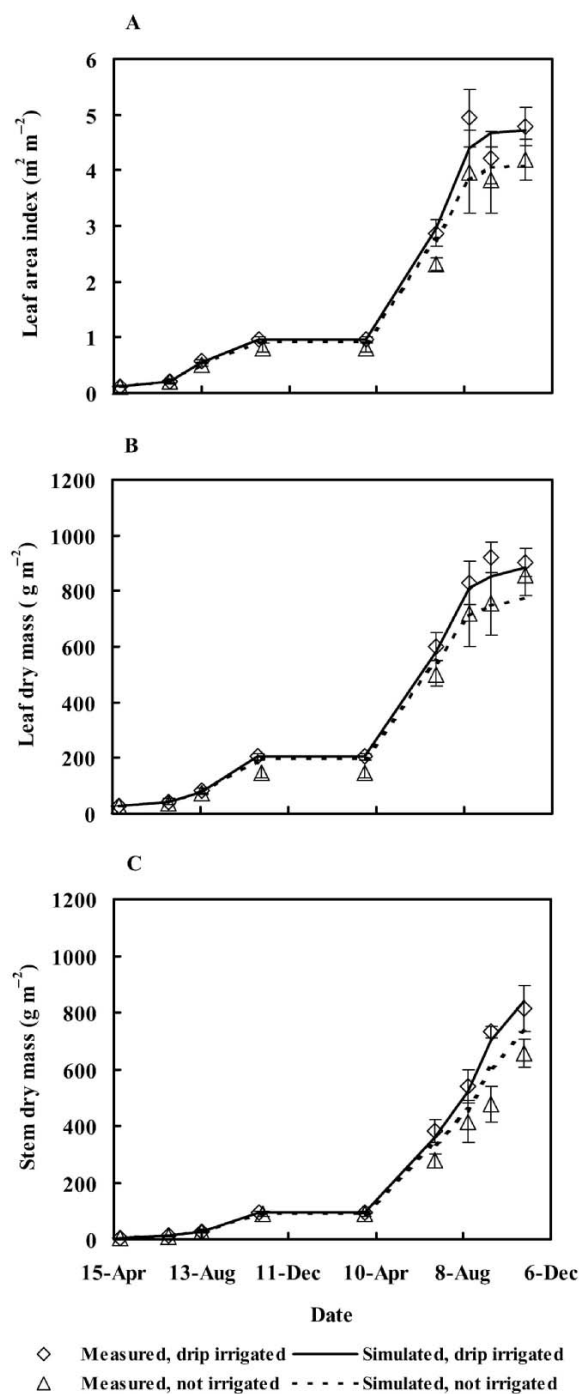 A
6
5
4
3
2
1
0
Leaf area index (m² m⁻²)
B
1200
1000
800
600
400
200
0
Leaf dry mass ( g m⁻²)
C
1200
1000
800
600
400
200
0
Stem dry mass (g m⁻²)
15-Apr 13-Aug 11-Dec 10-Apr 8-Aug 6-Dec
Date
Measured, drip irrigated Simulated, drip irrigated
Measured, not irrigated Simulated, not irrigated